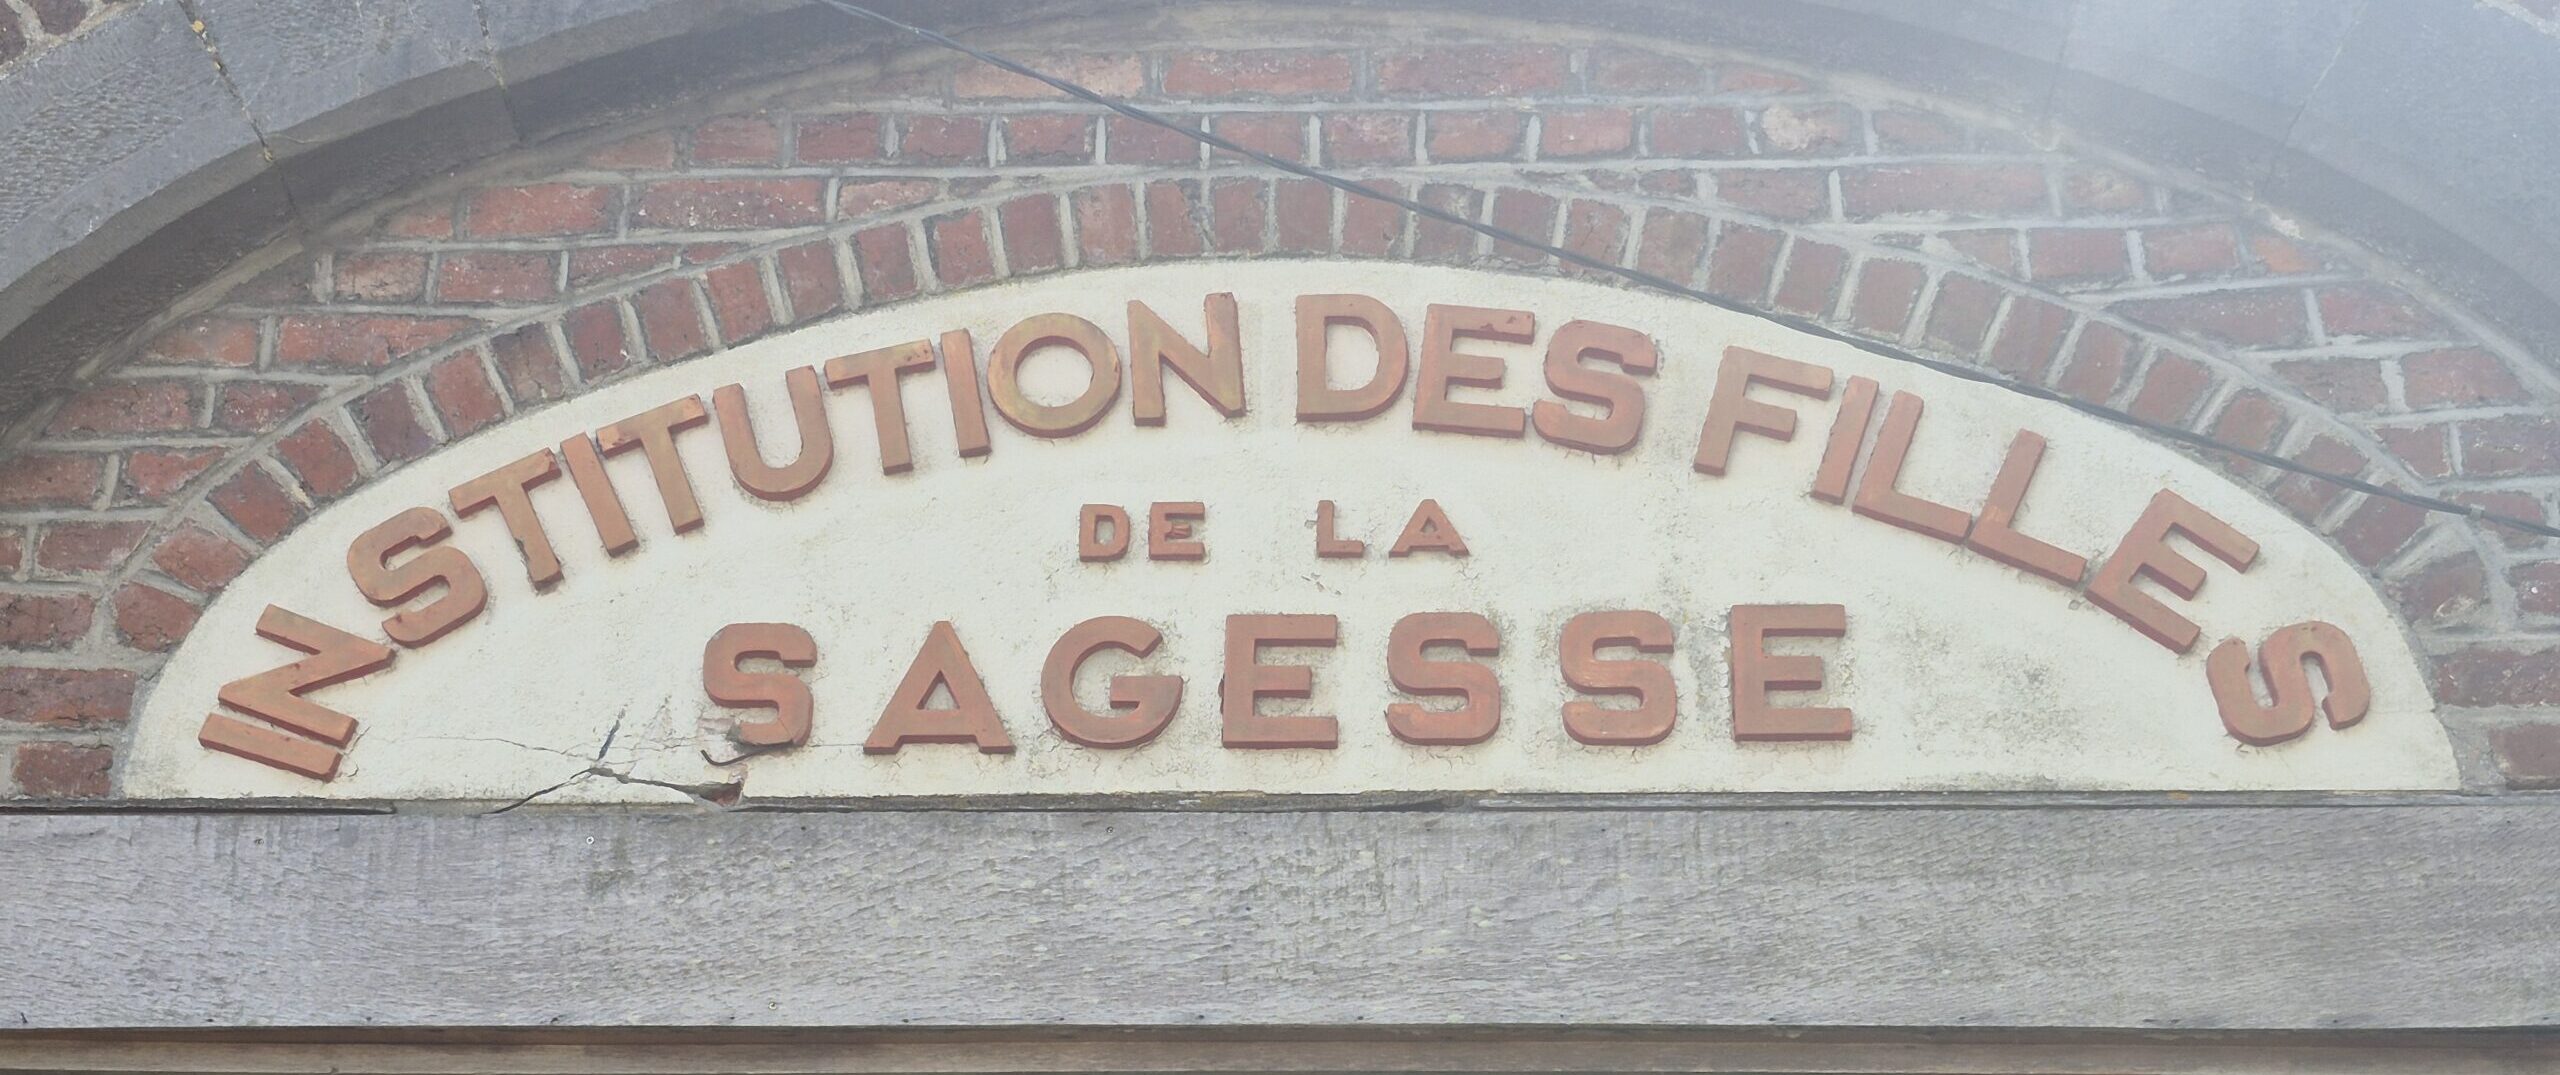 INSTITUTION DES FILLES
DE LA
SAGESSE